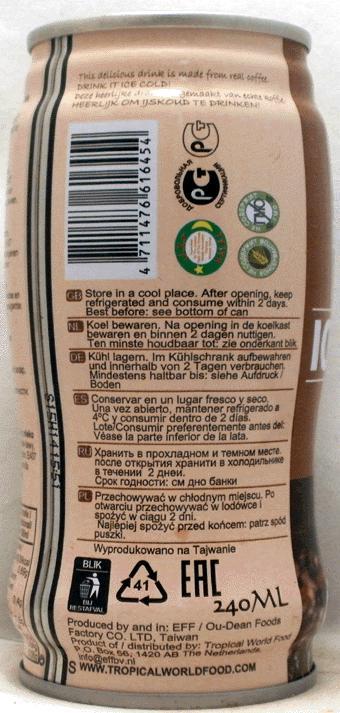 This delicious drink is made from real coffee.
DRINK IT ICE COLD!
Deze heerlijke gemaakt van echte koffie
HEERLIJK OM IJSKOUD TE DRINKEN!
4 711476 616454
GB Store in a cool place. After opening, keep
refrigerated and consume within 2 days.
Best before: see bottom of can
NL Koel bewaren. Na opening in de koelkast
bewaren en binnen 2 dagen nuttigen.
Ten minste houdbaar tot: zie onderkant blik
DE Kühl lagern. Im Kühlschrank aufbewahren
und innerhalb von 2 Tagen verbrauchen.
Mindestens haltbar bis: siehe Aufdruck /
Boden
ES Conservar en un lugar fresco y seco.
Una vez abierto, mantener refrigerado a
4ºC y consumir dentro de 2 días.
Lote/Consumir preferentemente antes del:
Véase la parte inferior de la lata.
RU Хранить в прохладном и темном месте.
после открытия хранити в холодильнике
в течении 2 дней.
Срок годности: см дно банки
PL Przechowywać w chłodnym miejscu. Po
otwarciu przechowywać w lodówce i
spożyć w ciągu 2 dni.
Najlepiej spożyć przed końcem: patrz spód
puszki.
Wyprodukowano na Tajwanie
BLIK
BIJ
RESTAFVAL
41
EAC
240ML
Produced by and in: EFF / Ou-Dean Foods
Factory CO. LTD, Taiwan
Product of / distributed by: Tropical World Food
P.O. Box 56, 1420 AB The Netherlands.
info@effbv.nl
WWW.TROPICALWORLDFOOD.COM